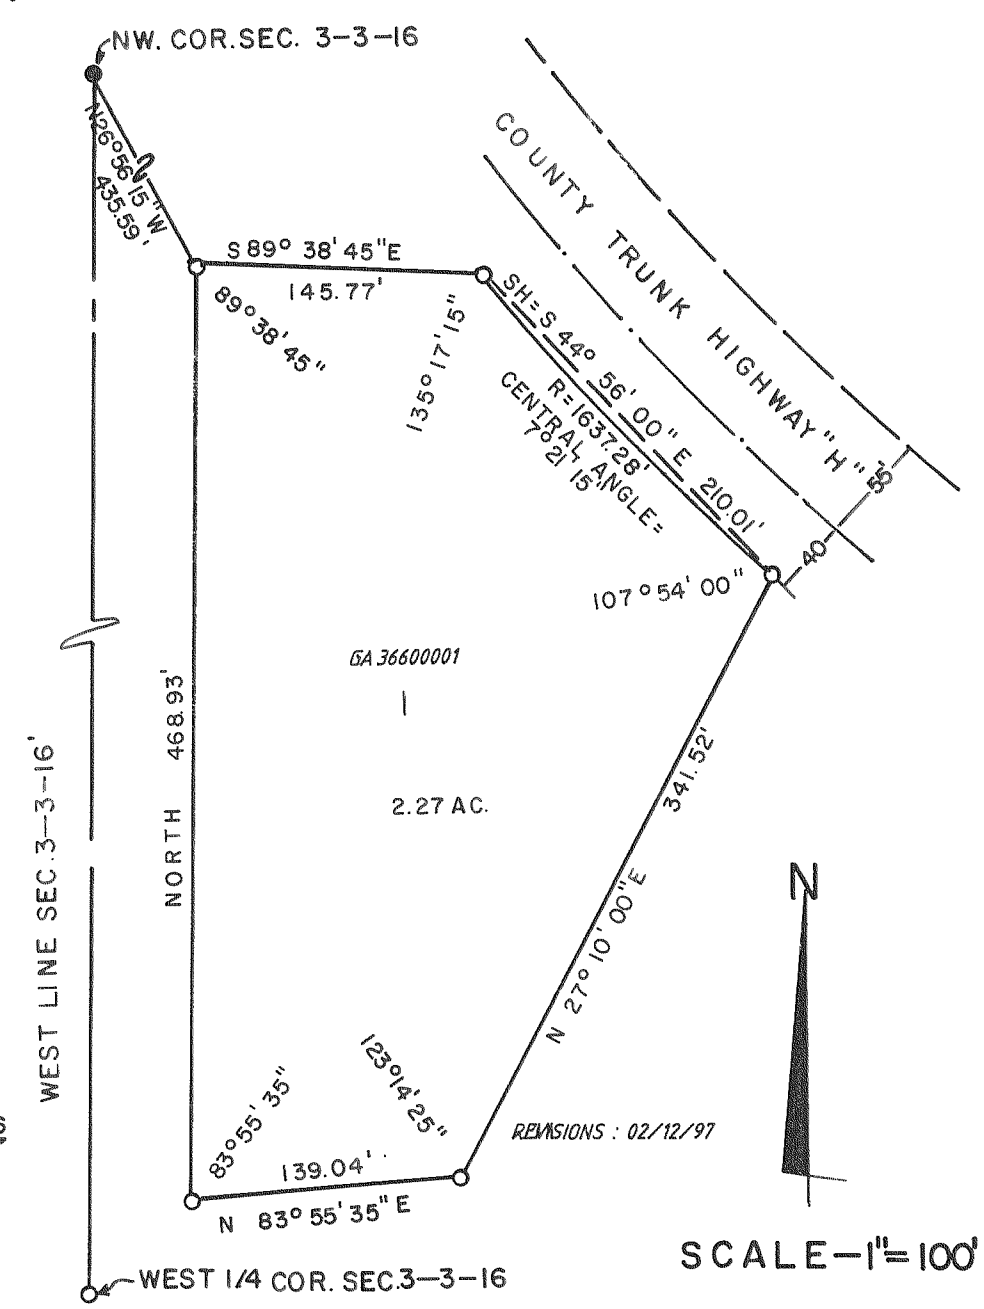 NW. COR. SEC. 3-3-16
N26°56'15"W
435.59'
COUNTY TRUNK HIGHWAY "H"
S 89° 38' 45" E
145.77'
89° 38' 45"
135° 17' 15"
SH= S 44° 56' 00" E 210.01'
R=1637.28'
CENTRAL ANGLE=
7° 21' 15"
40
107° 54' 00"
GA 36600001
1
2.27 AC.
NORTH 468.93'
341.52'
N 27° 10' 00" E
WEST LINE SEC. 3-3-16'
N
83° 55' 35"
123° 14' 25"
REVISIONS : 02/12/97
139.04'
N 83° 55' 35" E
SCALE-1"=100'
WEST 1/4 COR. SEC. 3-3-16